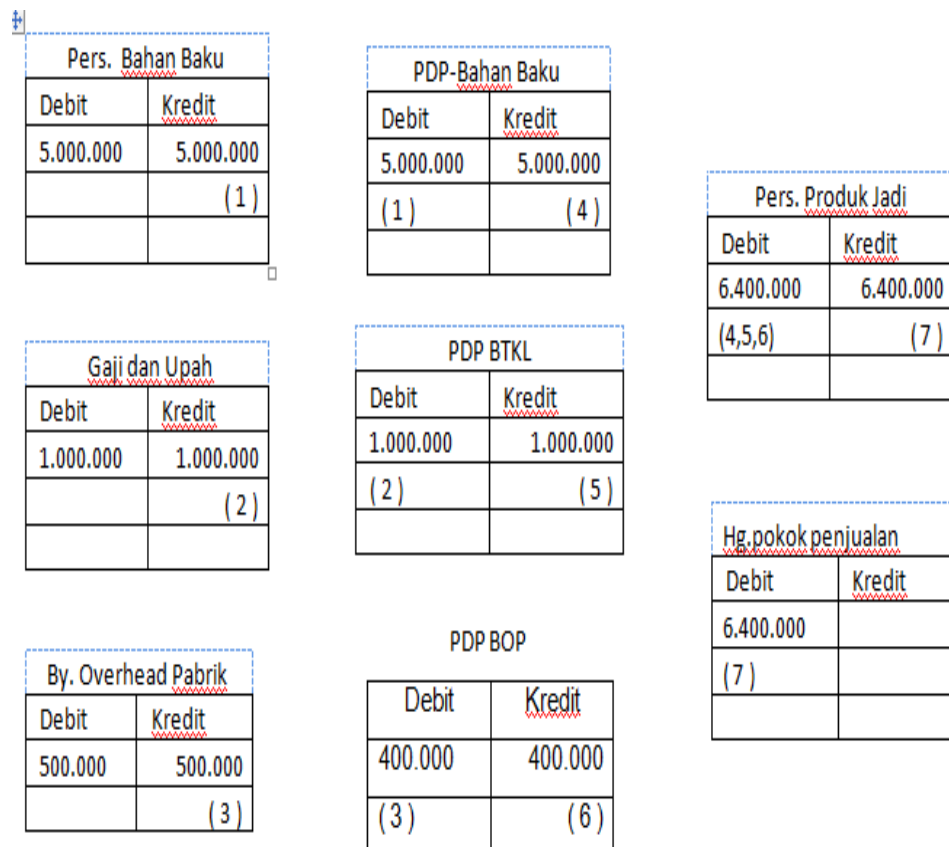 Pers. Bahan Baku
Debit Kredit
5.000.000 5.000.000
( 1 )
PDP-Bahan Baku
Debit Kredit
5.000.000 5.000.000
( 1 ) ( 4 )
Pers. Produk Jadi
Debit Kredit
6.400.000 6.400.000
(4,5,6) ( 7 )
Gaji dan Upah
Debit Kredit
1.000.000 1.000.000
( 2 )
PDP BTKL
Debit Kredit
1.000.000 1.000.000
( 2 ) ( 5 )
Hg.pokok penjualan
Debit Kredit
6.400.000
( 7 )
By. Overhead Pabrik
Debit Kredit
500.000 500.000
( 3 )
PDP BOP
Debit Kredit
400.000 400.000
( 3 ) ( 6 )